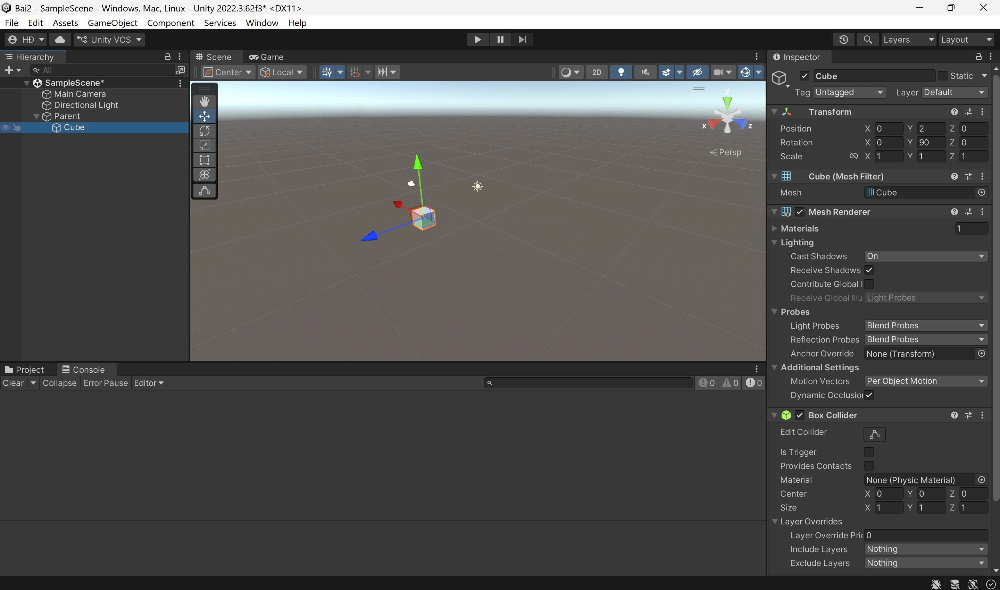 Bai2 - SampleScene - Windows, Mac, Linux - Unity 2022.3.62f3* <DX11>
File Edit Assets GameObject Component Services Window Help
HĐ Unity VCS Layers Layout
Hierarchy
All
SampleScene*
Main Camera
Directional Light
Parent
Cube
Scene Game
Center Local 2D
y
x z
Persp
Project Console
Clear Collapse Error Pause Editor 0 0 0
Inspector
Cube Static
Tag Untagged Layer Default
Transform
Position X 0 Y 2 Z 0
Rotation X 0 Y 90 Z 0
Scale X 1 Y 1 Z 1
Cube (Mesh Filter)
Mesh Cube
Mesh Renderer
Materials 1
Lighting
Cast Shadows On
Receive Shadows
Contribute Global I
Receive Global Illu Light Probes
Probes
Light Probes Blend Probes
Reflection Probes Blend Probes
Anchor Override None (Transform)
Additional Settings
Motion Vectors Per Object Motion
Dynamic Occlusion
Box Collider
Edit Collider
Is Trigger
Provides Contacts
Material None (Physic Material)
Center X 0 Y 0 Z 0
Size X 1 Y 1 Z 1
Layer Overrides
Layer Override Pric 0
Include Layers Nothing
Exclude Layers Nothing